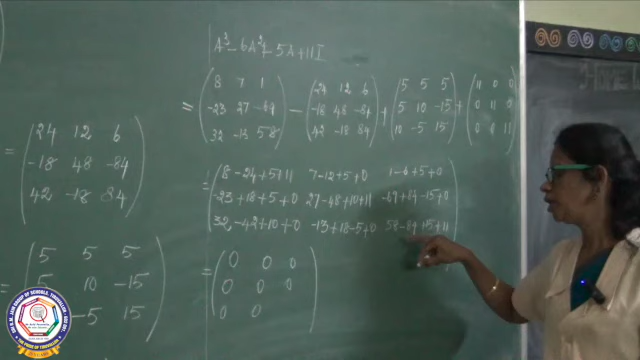 A³ - 6A² + 5A + 11 I
= ( 8 7 1 ) - ( 24 12 6 ) + ( 5 5 5 ) + ( 11 0 0 )
-23 27 -69   -18 48 -84   5 10 -15   0 11 0
32 -13 58   42 -18 84   10 -5 15   0 0 11
= ( 8-24+5+11   7-12+5+0   1-6+5+0 )
-23+18+5+0   27-48+10+11   -69+84-15+0
32-42+10+0   -13+18-5+0   58-84+15+11
= ( 0 0 0 )
0 0 0
0 0
= ( 24 12 6 )
-18 48 -84
42 -18 84
= ( 5 5 5 )
5 10 -15
-5 15